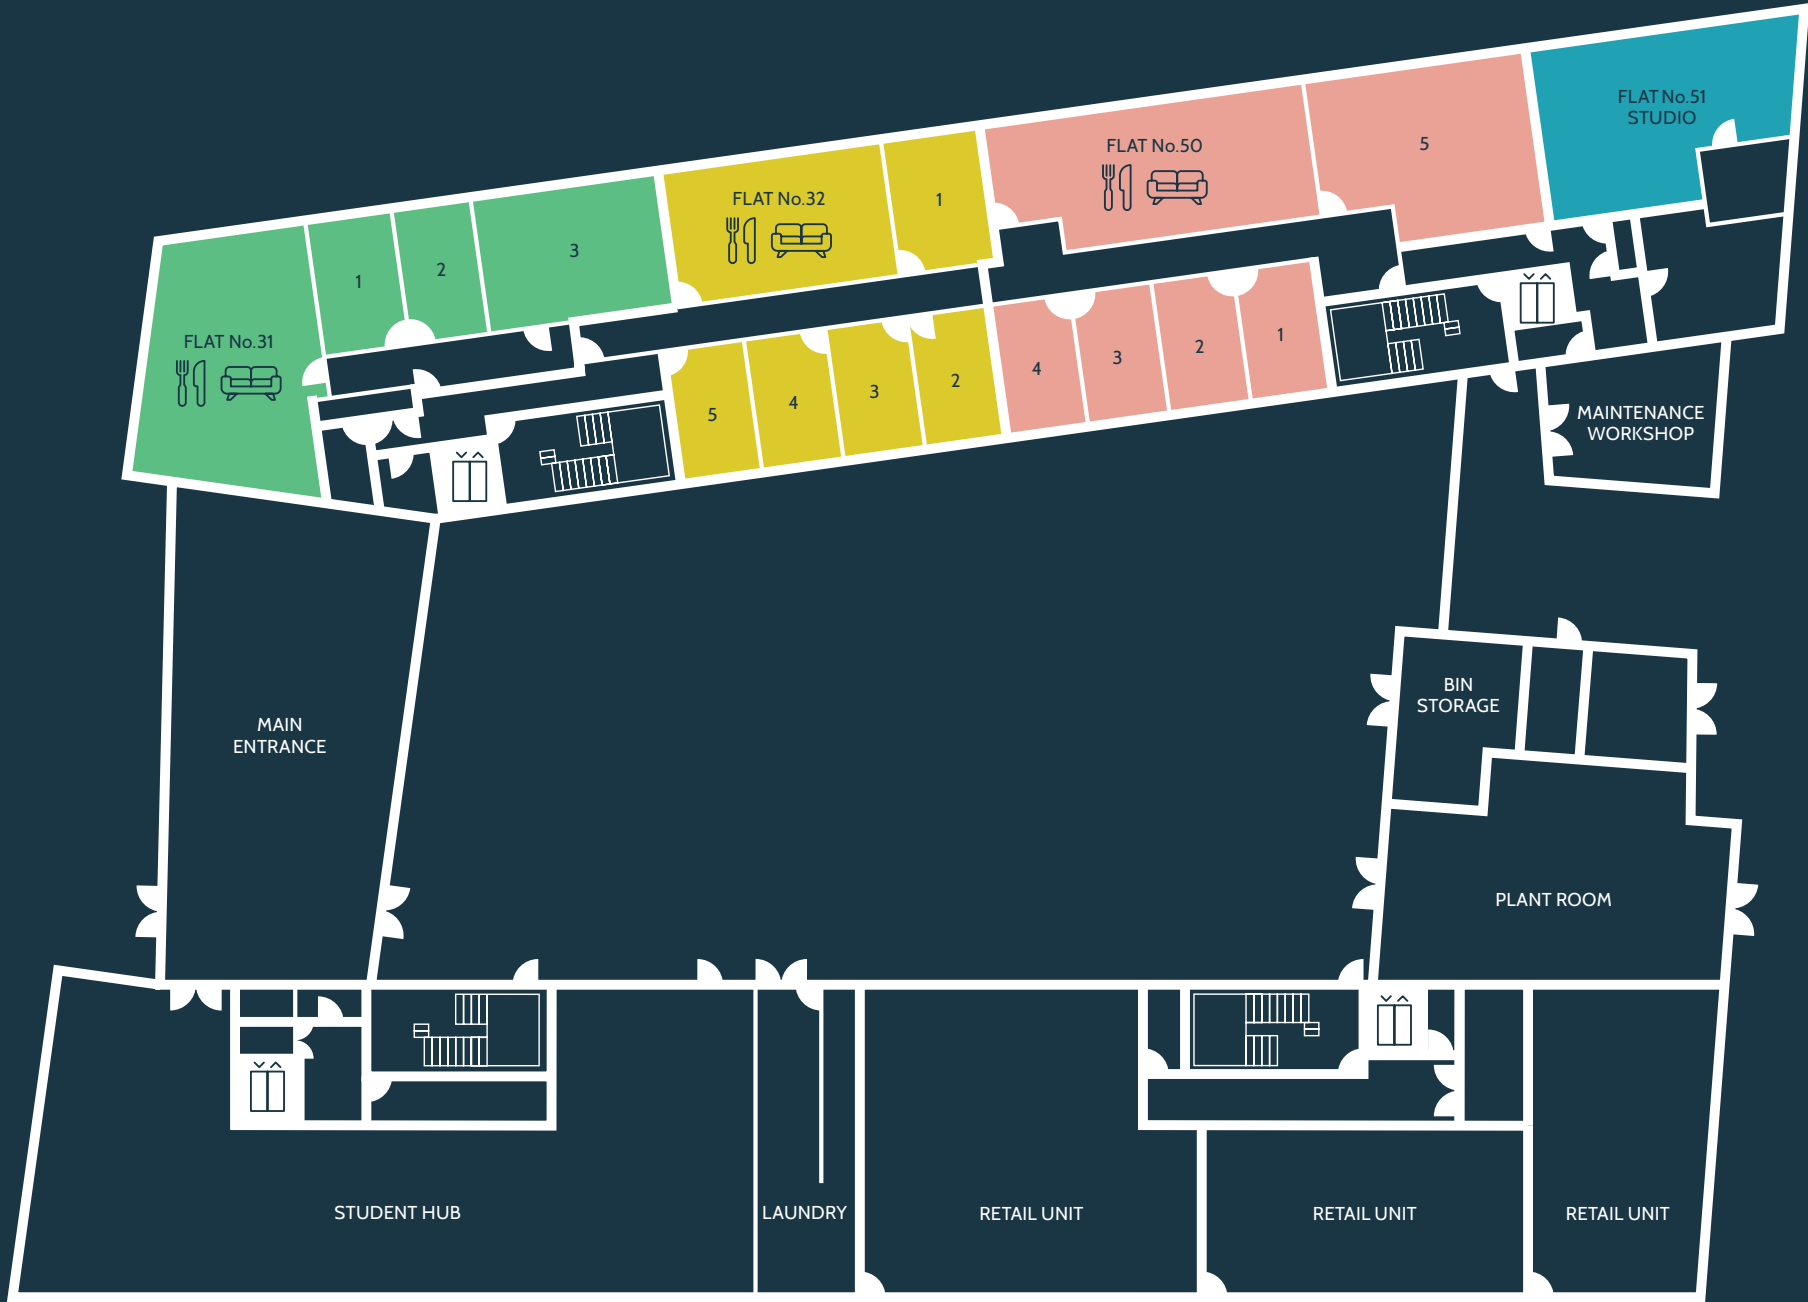 FLAT No.51
STUDIO
FLAT No.50
5
FLAT No.32
1
3
2
1
FLAT No.31
4
3
2
1
5
4
3
2
MAINTENANCE
WORKSHOP
BIN
STORAGE
MAIN
ENTRANCE
PLANT ROOM
STUDENT HUB
LAUNDRY
RETAIL UNIT
RETAIL UNIT
RETAIL UNIT